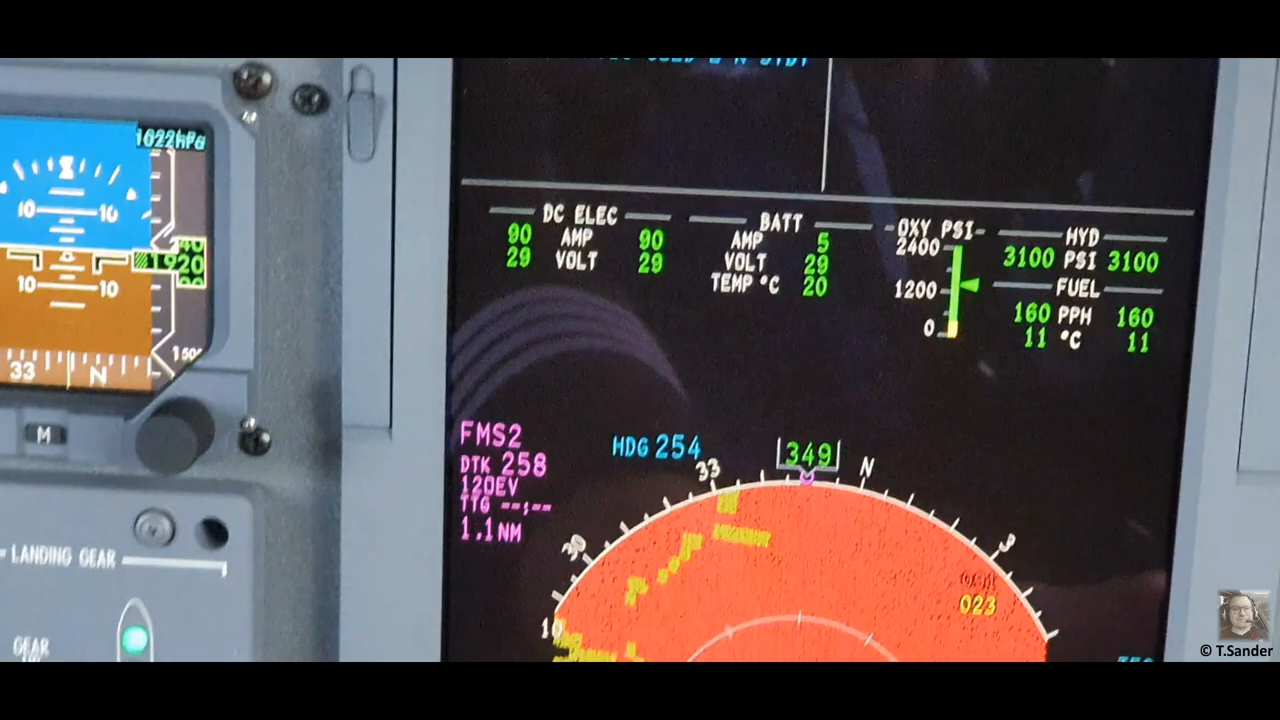 1022hPa
10 10
1920
10 10
33 N
M
LANDING GEAR
GEAR
DC ELEC
90 AMP 90
29 VOLT 29
BATT
AMP 5
VOLT 29
TEMP °C 20
OXY PSI
2400
1200
0
HYD
3100 PSI 3100
FUEL
160 PPH 160
11 °C 11
FMS2
DTK 258
12DEV
TTG --:--
1.1NM
HDG 254
349
33 N
30
3
10
023
© T.Sander